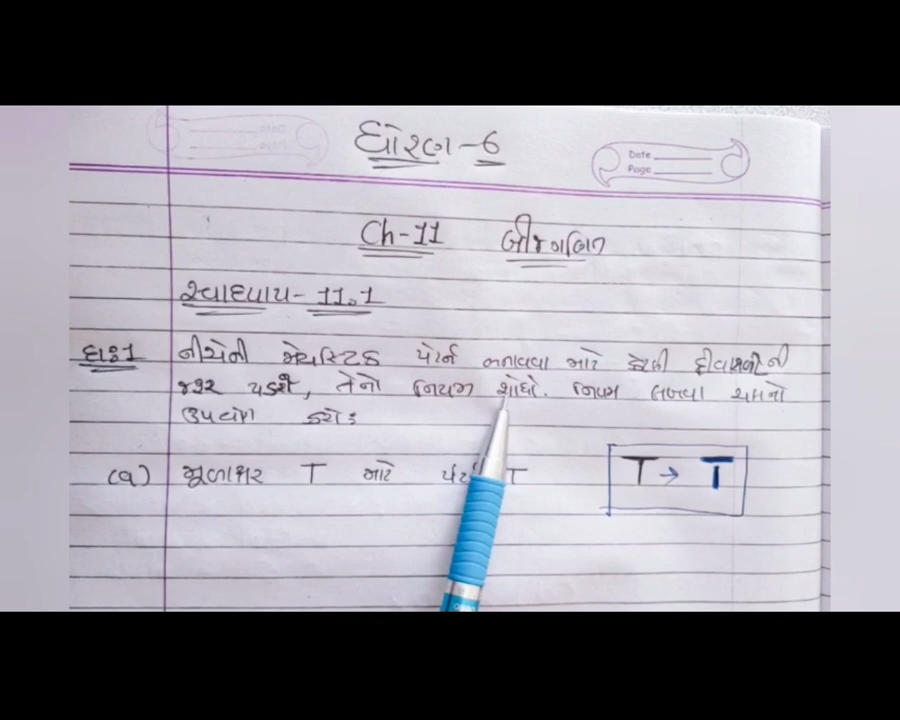 ધોરણ-6
Date
Page
Ch-11 બીજગણિત
સ્વાધ્યાય-11.1
દાઃ1 નીચેની મેચસ્ટિક પેટર્ન બનાવવા માટે કેટલી દીવાસળીની
જરૂર પડશે, તેનો નિયમ શોધો. નિયમ લખવા ચલનો
ઉપયોગ કરો:
(a) મૂળાક્ષર T માટે T
T → T